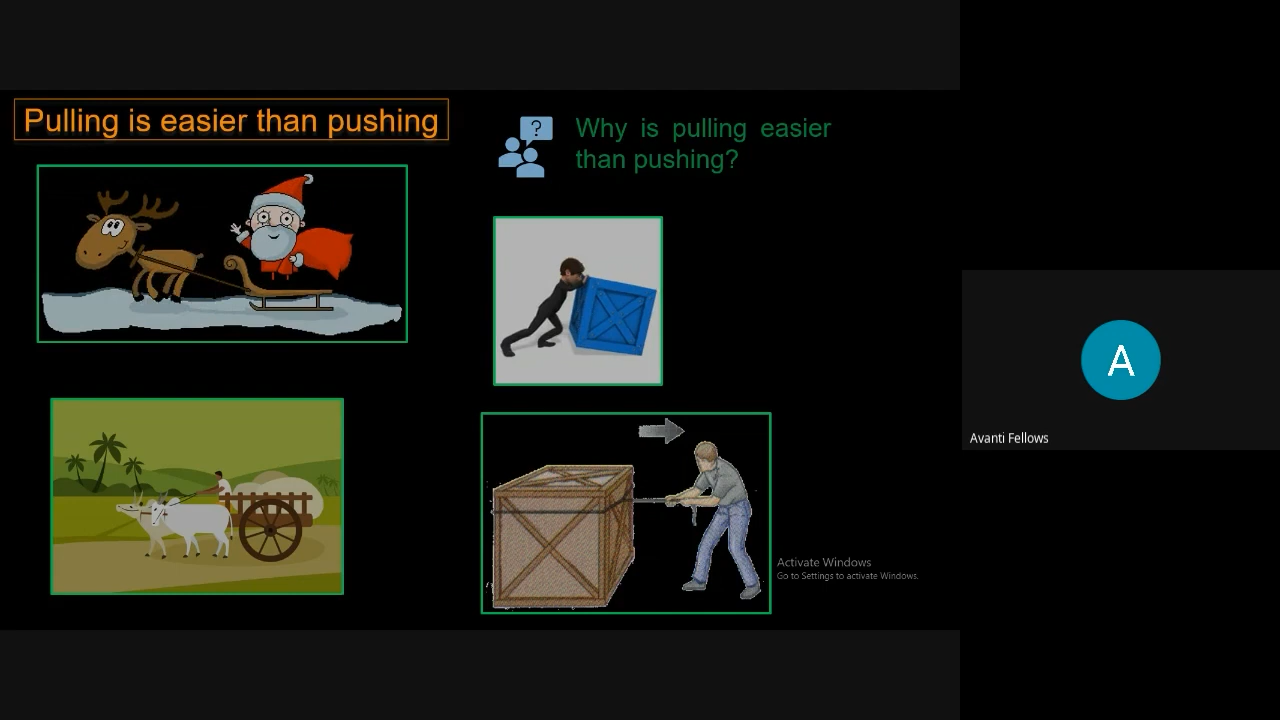 Pulling is easier than pushing
?
Why is pulling easier
than pushing?
A
Avanti Fellows
Activate Windows
Go to Settings to activate Windows.